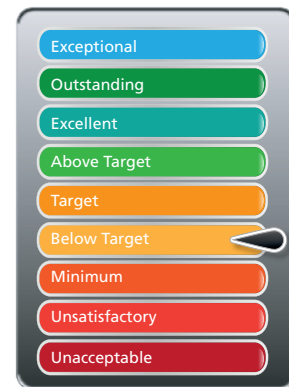 Exceptional
Outstanding
Excellent
Above Target
Target
Below Target
Minimum
Unsatisfactory
Unacceptable